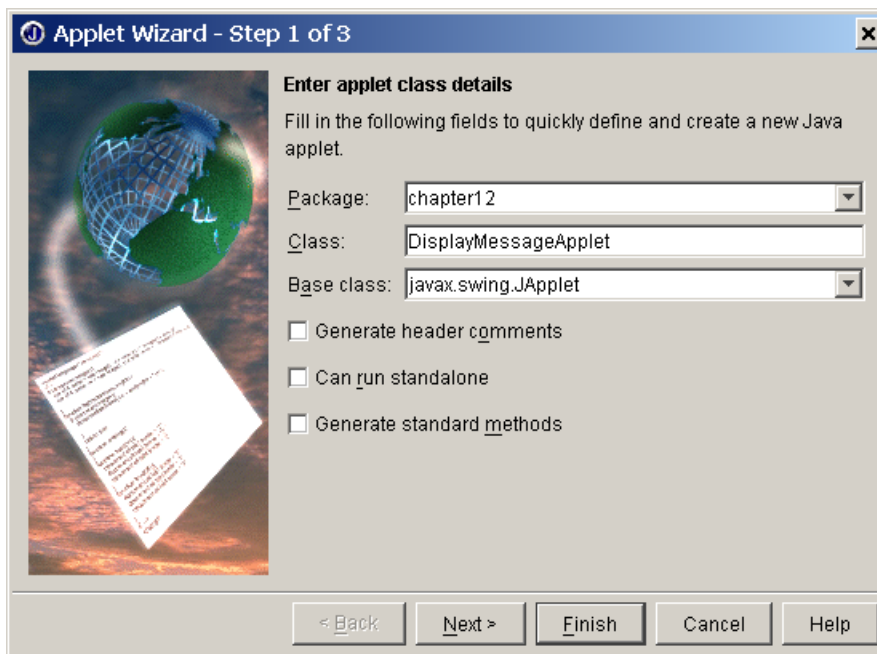 Applet Wizard - Step 1 of 3
Enter applet class details
Fill in the following fields to quickly define and create a new Java
applet.
Package: chapter12
Class: DisplayMessageApplet
Base class: javax.swing.JApplet
Generate header comments
Can run standalone
Generate standard methods
< Back Next > Finish Cancel Help